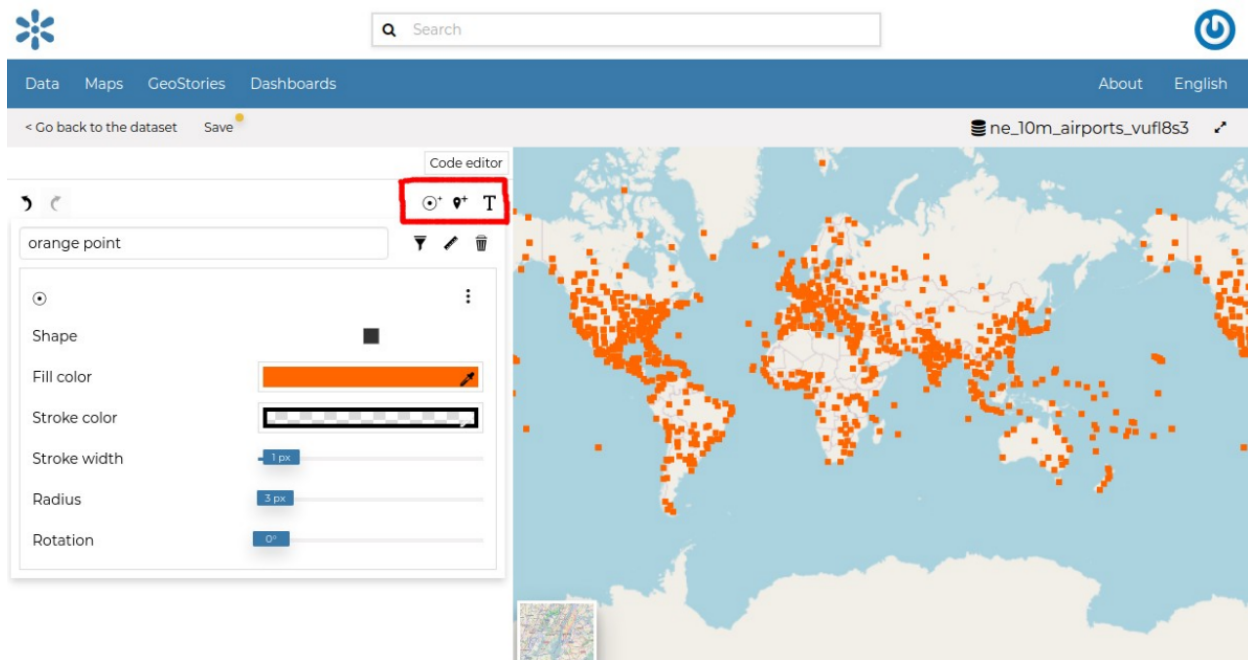 Search
Data Maps GeoStories Dashboards About English
< Go back to the dataset Save ne_10m_airports_vufl8s3
Code editor
T
orange point
Shape
Fill color
Stroke color
Stroke width 1 px
Radius 3 px
Rotation 0°